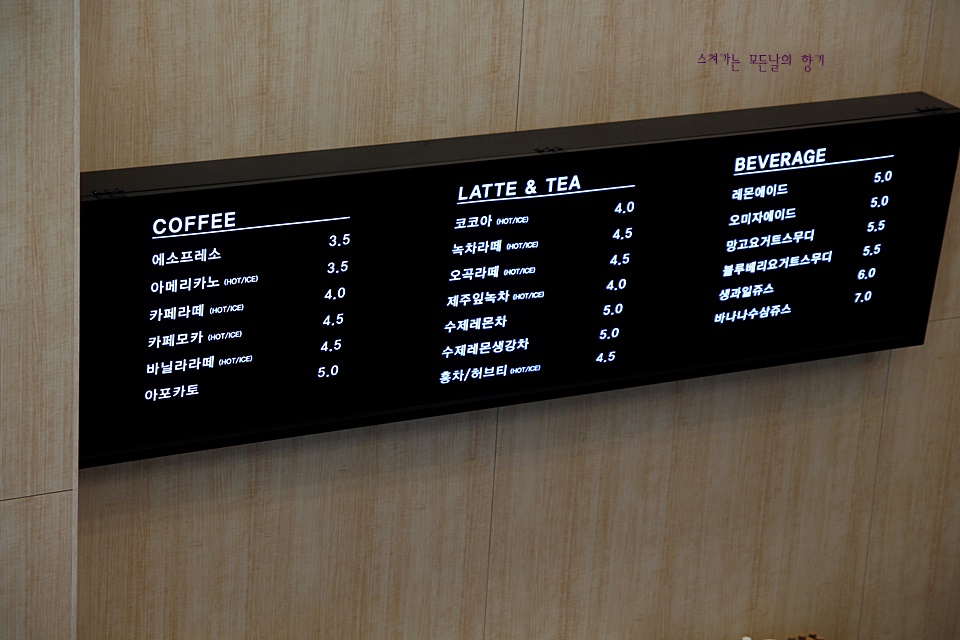 스쳐가는 모든날의 향기
COFFEE
에소프레소 3.5
아메리카노 (HOT/ICE) 3.5
카페라떼 (HOT/ICE) 4.0
카페모카 (HOT/ICE) 4.5
바닐라라떼 (HOT/ICE) 4.5
아포카토 5.0
LATTE & TEA
코코아 (HOT/ICE) 4.0
녹차라떼 (HOT/ICE) 4.5
오곡라떼 (HOT/ICE) 4.5
제주잎녹차 (HOT/ICE) 4.0
수제레몬차 5.0
수제레몬생강차 5.0
홍차/허브티 (HOT/ICE) 4.5
BEVERAGE
레몬에이드 5.0
오미자에이드 5.0
망고요거트스무디 5.5
블루베리요거트스무디 5.5
생과일쥬스 6.0
바나나수삼쥬스 7.0